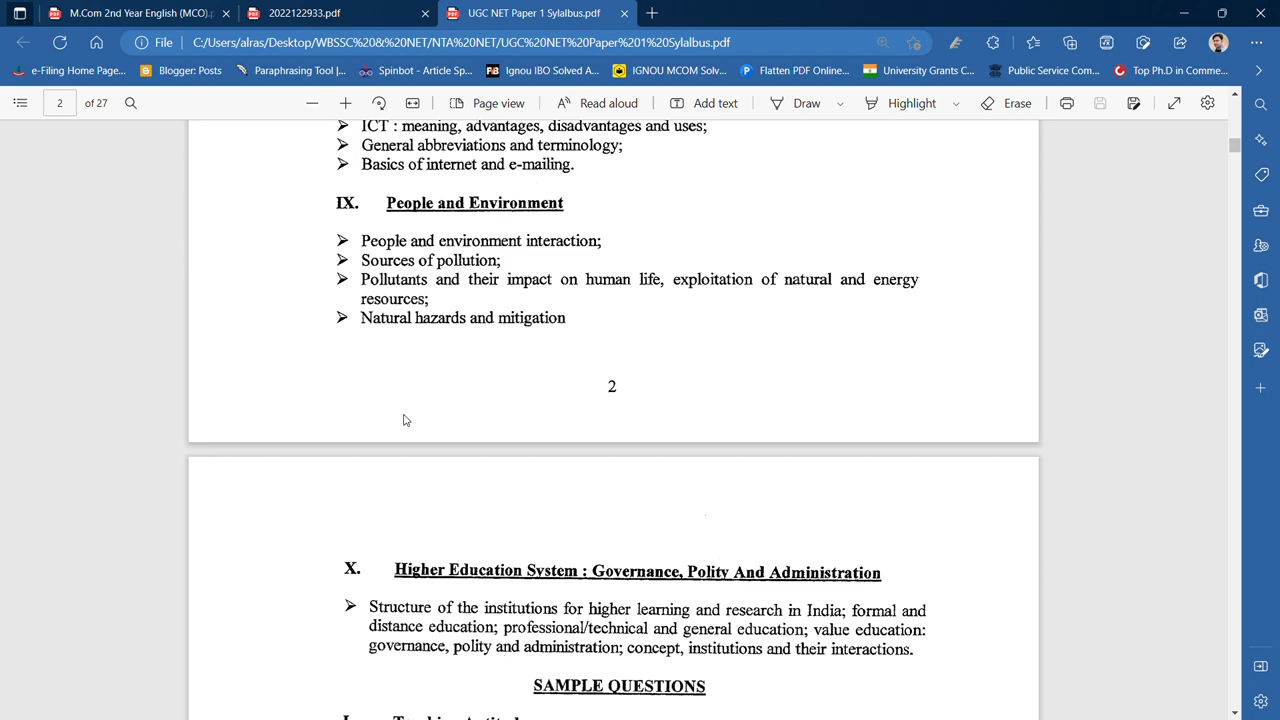 M.Com 2nd Year English (MCO).p
2022122933.pdf
UGC NET Paper 1 Sylalbus.pdf
File
C:/Users/alras/Desktop/WBSSC%20&%20NET/NTA%20NET/UGC%20NET%20Paper%201%20Sylalbus.pdf
e-Filing Home Page...
Blogger: Posts
Paraphrasing Tool |...
Spinbot - Article Sp...
Ignou IBO Solved A...
IGNOU MCOM Solv...
Flatten PDF Online...
University Grants C...
Public Service Com...
Top Ph.D in Comme...
2 of 27
Page view
Read aloud
Add text
Draw
Highlight
Erase
➢ ICT : meaning, advantages, disadvantages and uses;
➢ General abbreviations and terminology;
➢ Basics of internet and e-mailing.
IX. People and Environment
➢ People and environment interaction;
➢ Sources of pollution;
➢ Pollutants and their impact on human life, exploitation of natural and energy
resources;
➢ Natural hazards and mitigation
2
X. Higher Education System : Governance, Polity And Administration
➢ Structure of the institutions for higher learning and research in India; formal and
distance education; professional/technical and general education; value education:
governance, polity and administration; concept, institutions and their interactions.
SAMPLE QUESTIONS